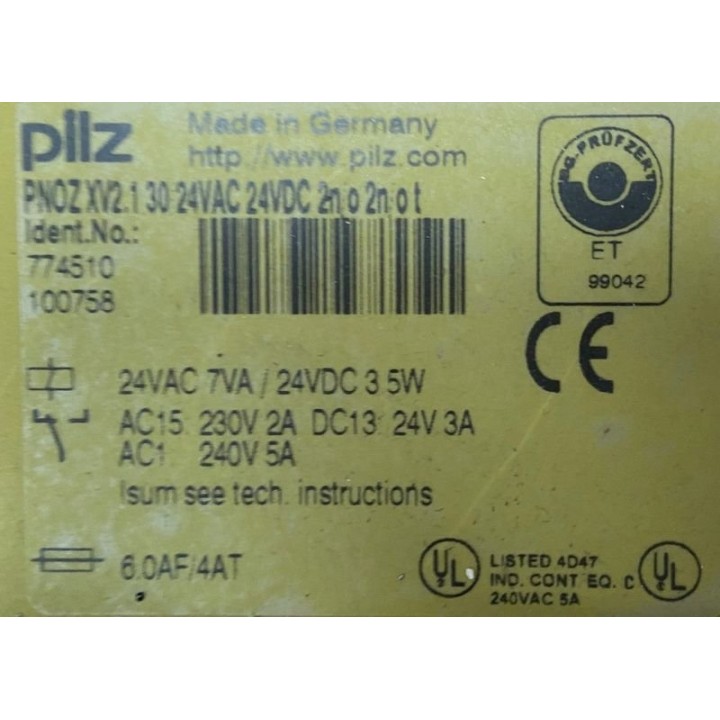 pilz
Made in Germany
http://www.pilz.com
PNOZ XV2.1 30 24VAC 24VDC 2n o 2n o t
Ident.No.:
774510
100758
BG-PRÜFZERT
ET
99042
CE
24VAC 7VA / 24VDC 3.5W
AC15 230V 2A DC13 24V 3A
AC1 240V 5A
Isum see tech. instructions
6.0AF/4AT
UL
LISTED 4D47
IND. CONT EQ.
240VAC 5A
C UL